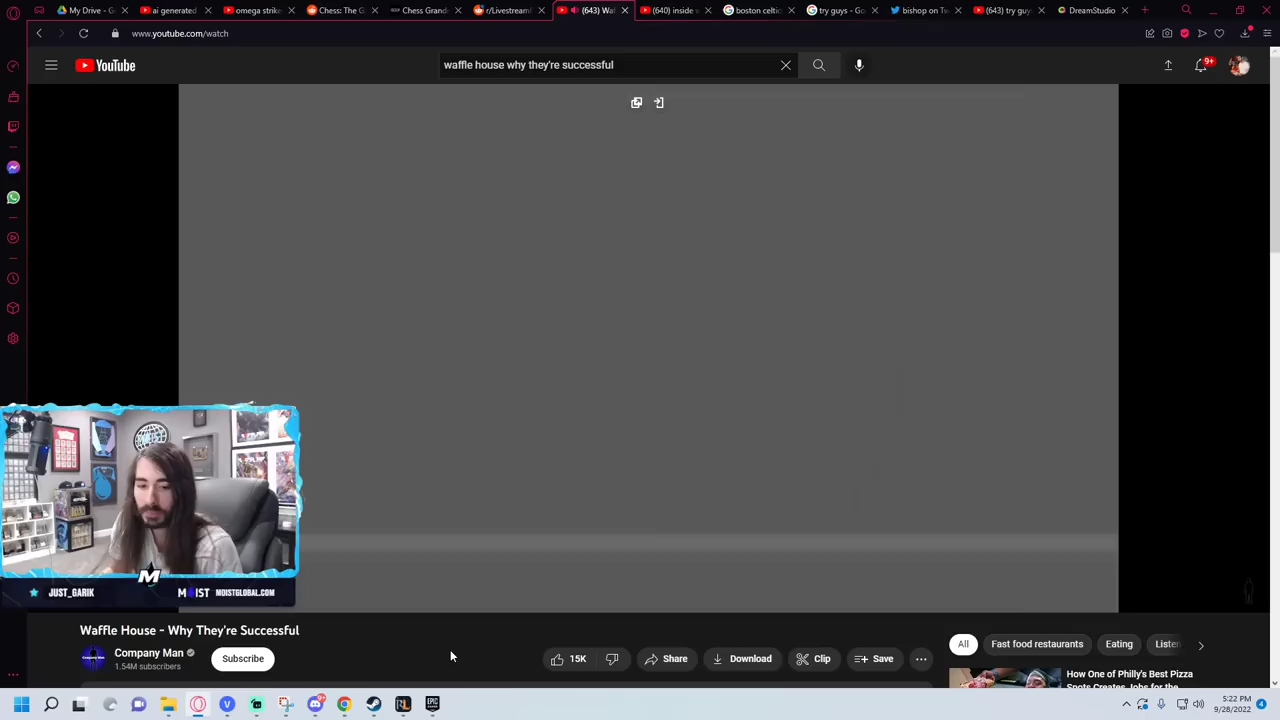 My Drive - G
ai generated
omega strike
Chess: The G
Chess Grand
r/Livestream
(643) Wa
(640) inside
boston celtic
try guys - Go
bishop on Tw
(643) try guy
DreamStudio
www.youtube.com/watch
YouTube
waffle house why they're successful
9+
JUST_GARIK
M
MOIST
MOISTGLOBAL.COM
Waffle House - Why They're Successful
Company Man
1.54M subscribers
Subscribe
15K
Share
Download
Clip
Save
All
Fast food restaurants
Eating
Listen
How One of Philly's Best Pizza
Spots Creates Jobs for the
5:22 PM
9/28/2022
4